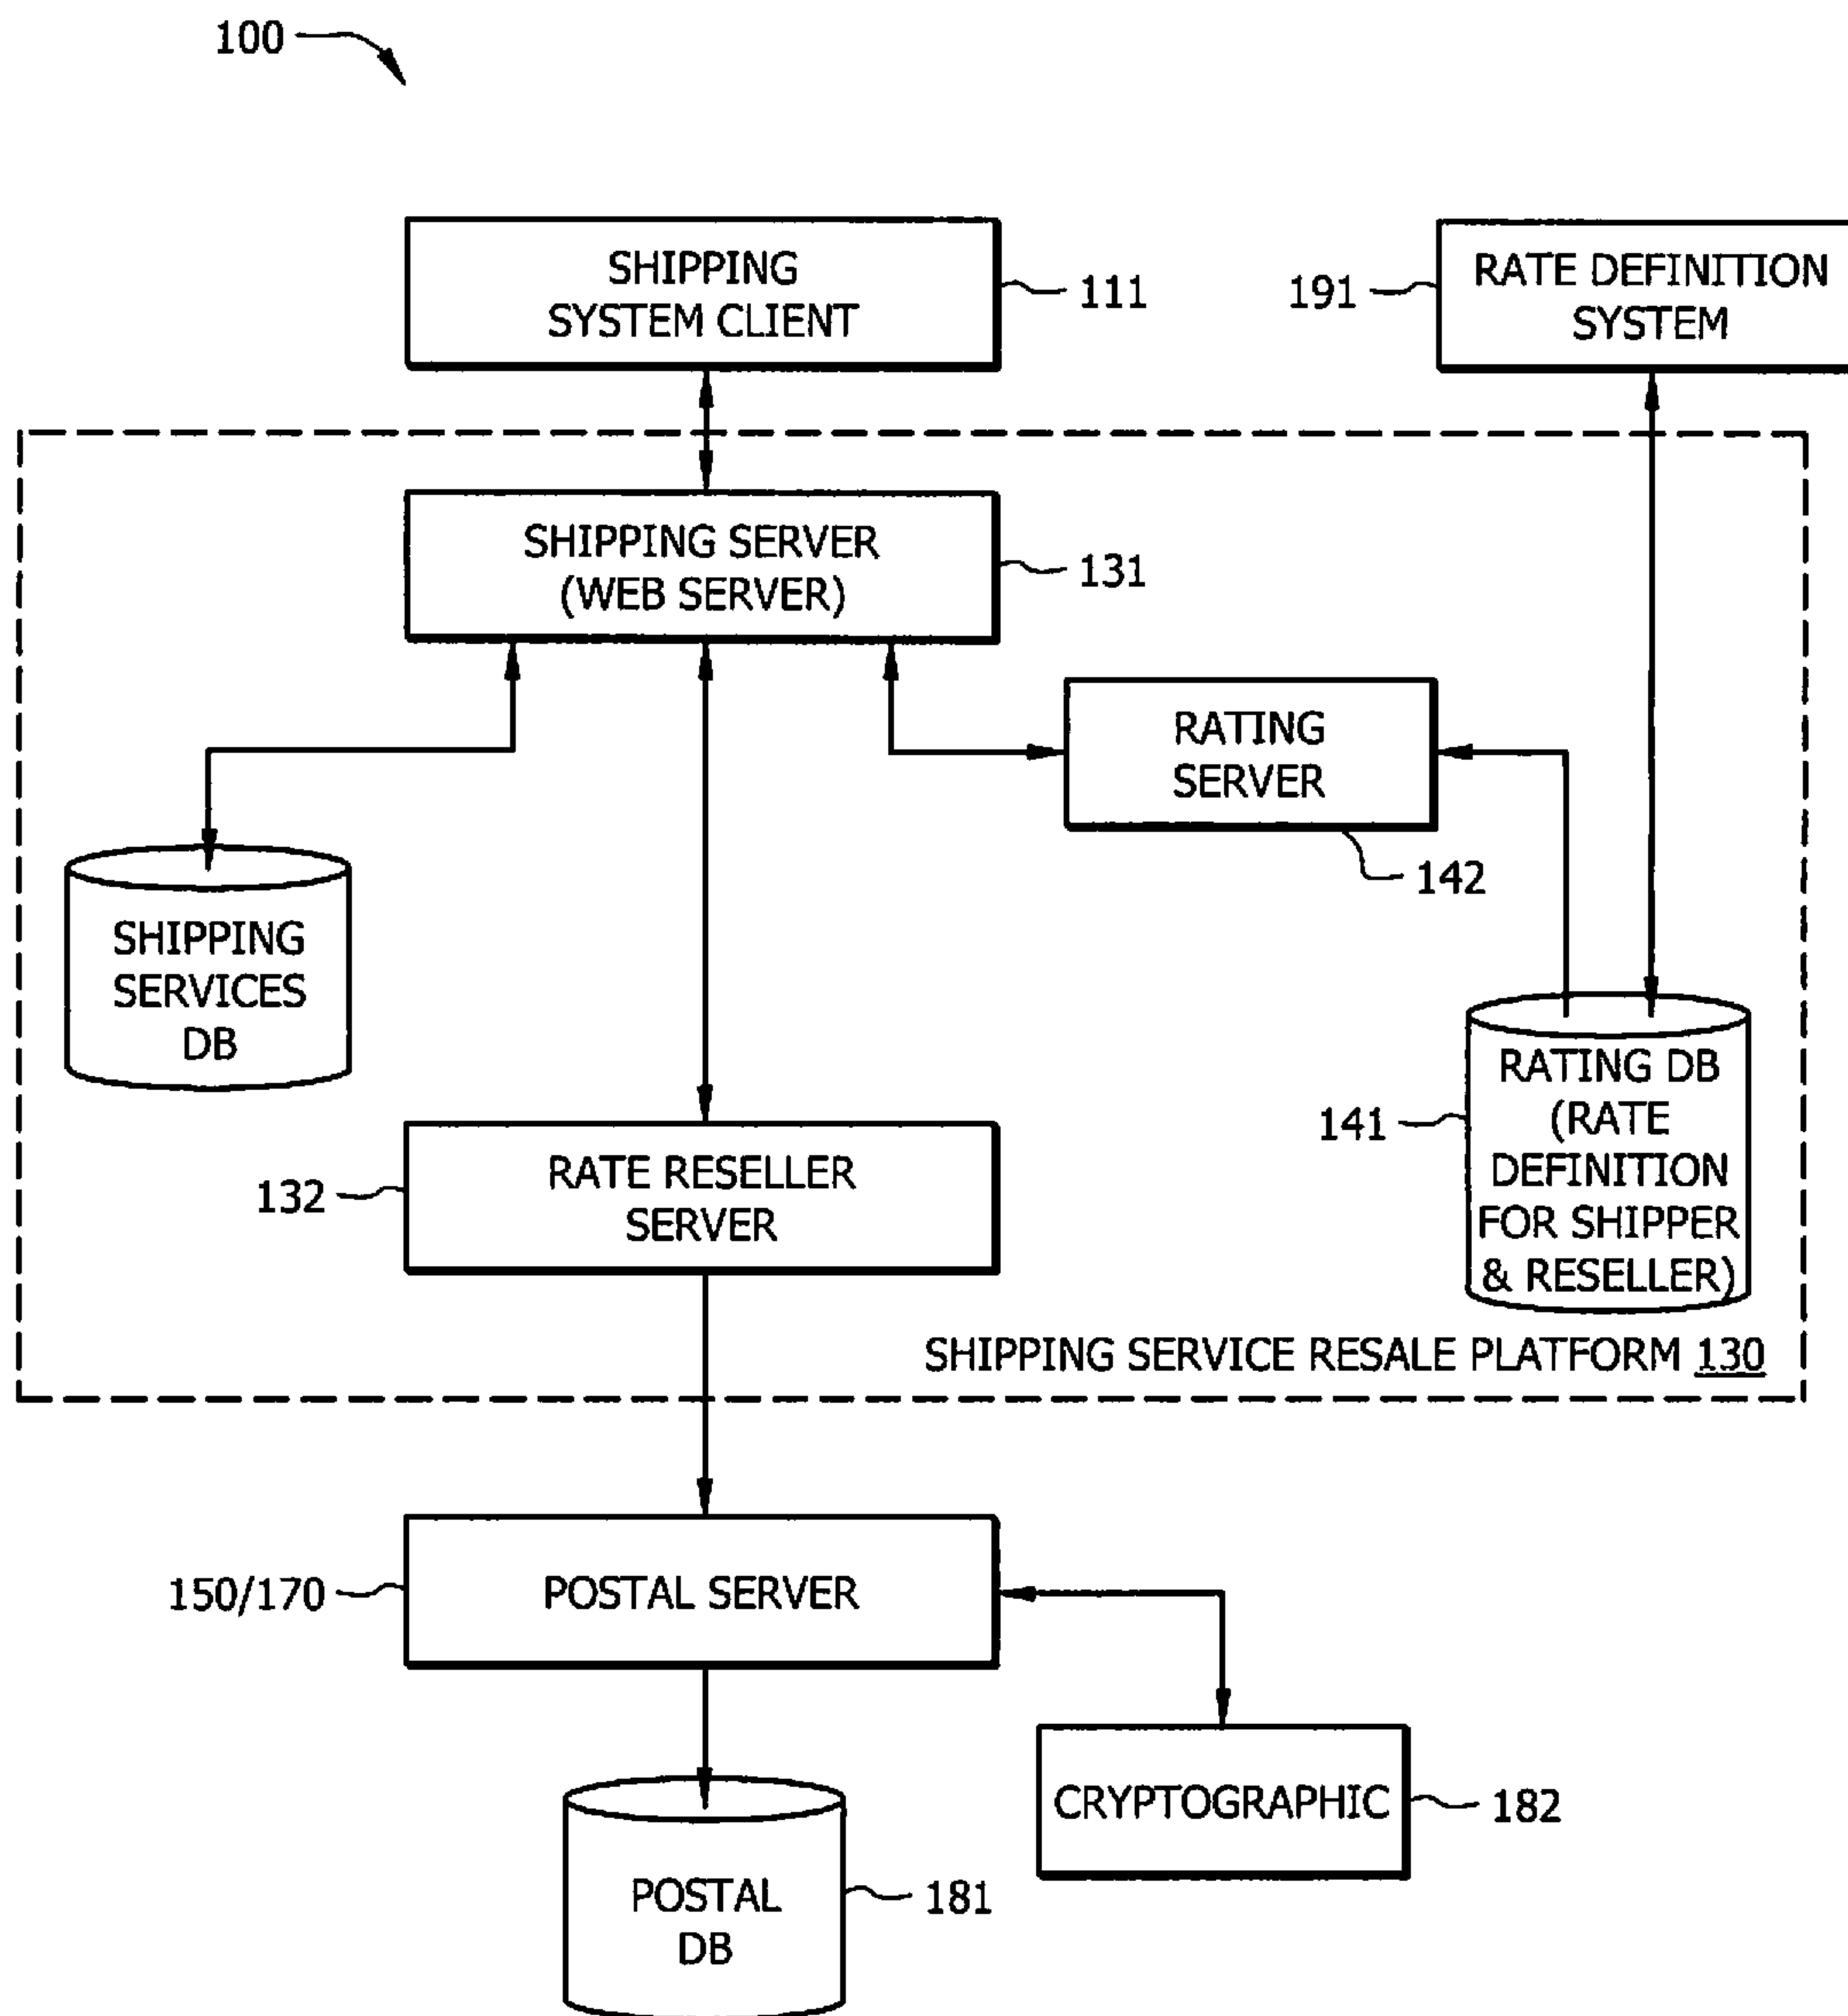 100
SHIPPING
SYSTEM CLIENT
111
191
RATE DEFINITION
SYSTEM
SHIPPING SERVER
(WEB SERVER)
131
RATING
SERVER
142
SHIPPING
SERVICES
DB
RATING DB
(RATE
DEFINITION
FOR SHIPPER
& RESELLER)
141
132
RATE RESELLER
SERVER
SHIPPING SERVICE RESALE PLATFORM 130
150/170
POSTAL SERVER
CRYPTOGRAPHIC
182
POSTAL
DB
181